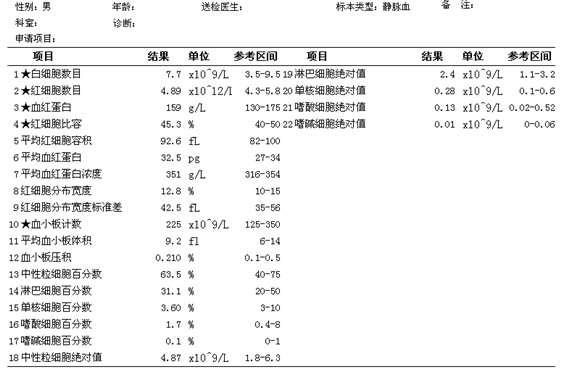 性别: 男 年龄: 送检医生: 标本类型: 静脉血 备 注:
科室: 诊断:
申请项目:
项目 结果 单位 参考区间 项目 结果 单位 参考区间
1 ★白细胞数目 7.7 x10^9/L 3.5-9.5 19 淋巴细胞绝对值 2.4 x10^9/L 1.1-3.2
2 ★红细胞数目 4.89 x10^12/l 4.3-5.8 20 单核细胞绝对值 0.28 x10^9/L 0.1-0.6
3 ★血红蛋白 159 g/L 130-175 21 嗜酸细胞绝对值 0.13 x10^9/L 0.02-0.52
4 ★红细胞比容 45.3 % 40-50 22 嗜碱细胞绝对值 0.01 x10^9/L 0-0.06
5 平均红细胞容积 92.6 fL 82-100
6 平均血红蛋白 32.5 pg 27-34
7 平均血红蛋白浓度 351 g/L 316-354
8 红细胞分布宽度 12.8 % 10-15
9 红细胞分布宽度标准差 42.5 fL 35-56
10 ★血小板计数 225 x10^9/L 125-350
11 平均血小板体积 9.2 fl 6-14
12 血小板压积 0.210 % 0.1-0.5
13 中性粒细胞百分数 63.5 % 40-75
14 淋巴细胞百分数 31.1 % 20-50
15 单核细胞百分数 3.60 % 3-10
16 嗜酸细胞百分数 1.7 % 0.4-8
17 嗜碱细胞百分数 0.1 % 0-1
18 中性粒细胞绝对值 4.87 x10^9/L 1.8-6.3